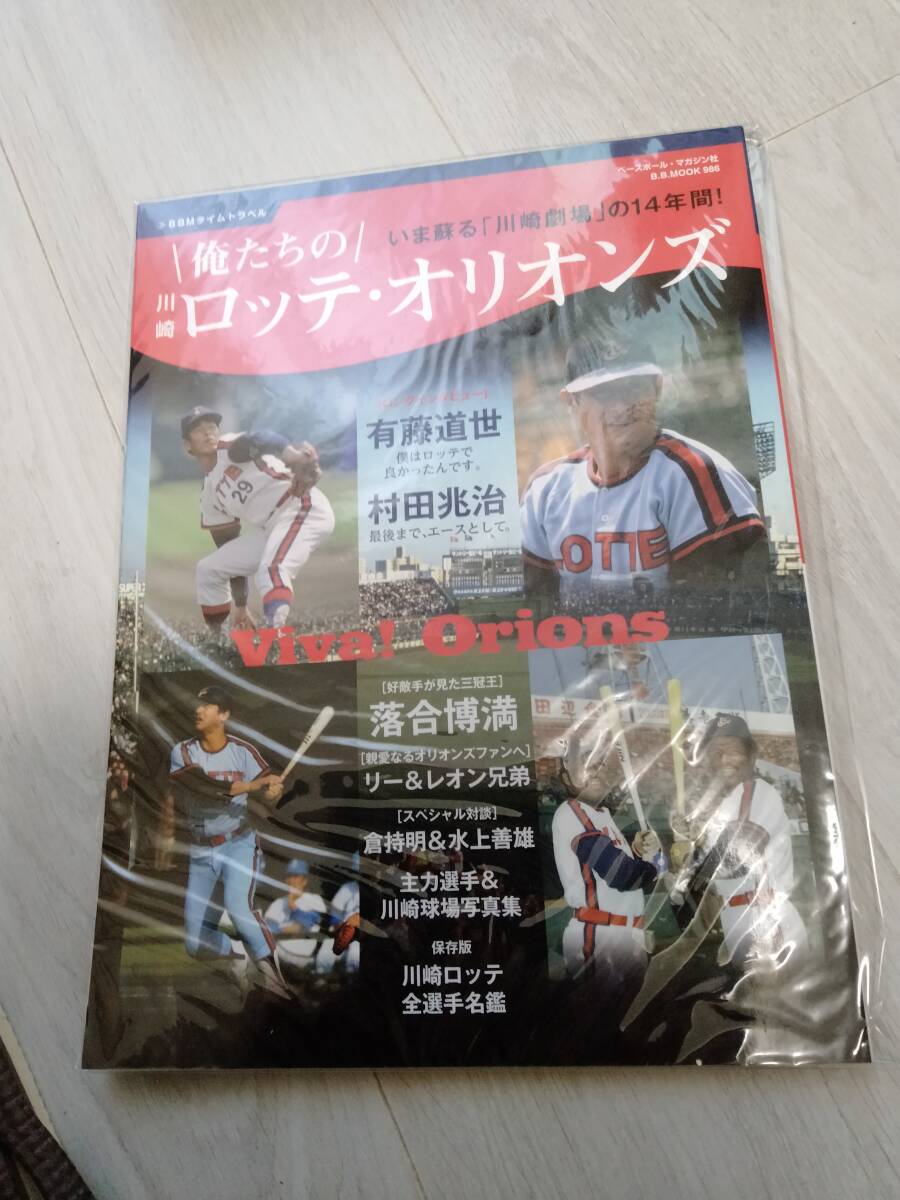 ベースボール・マガジン社
B.B.MOOK 986
BBMタイムトラベル
いま蘇る「川崎劇場」の14年間!
\俺たちの/
川崎
ロッテ・オリオンズ
有藤道世
僕はロッテで
良かったんです。
村田兆治
最後まで、エースとして。
29
LOTTE
Viva! Orions
[好敵手が見た三冠王]
落合博満
[親愛なるオリオンズファンへ]
リー&レオン兄弟
[スペシャル対談]
倉持明&水上善雄
主力選手&
川崎球場写真集
保存版
川崎ロッテ
全選手名鑑